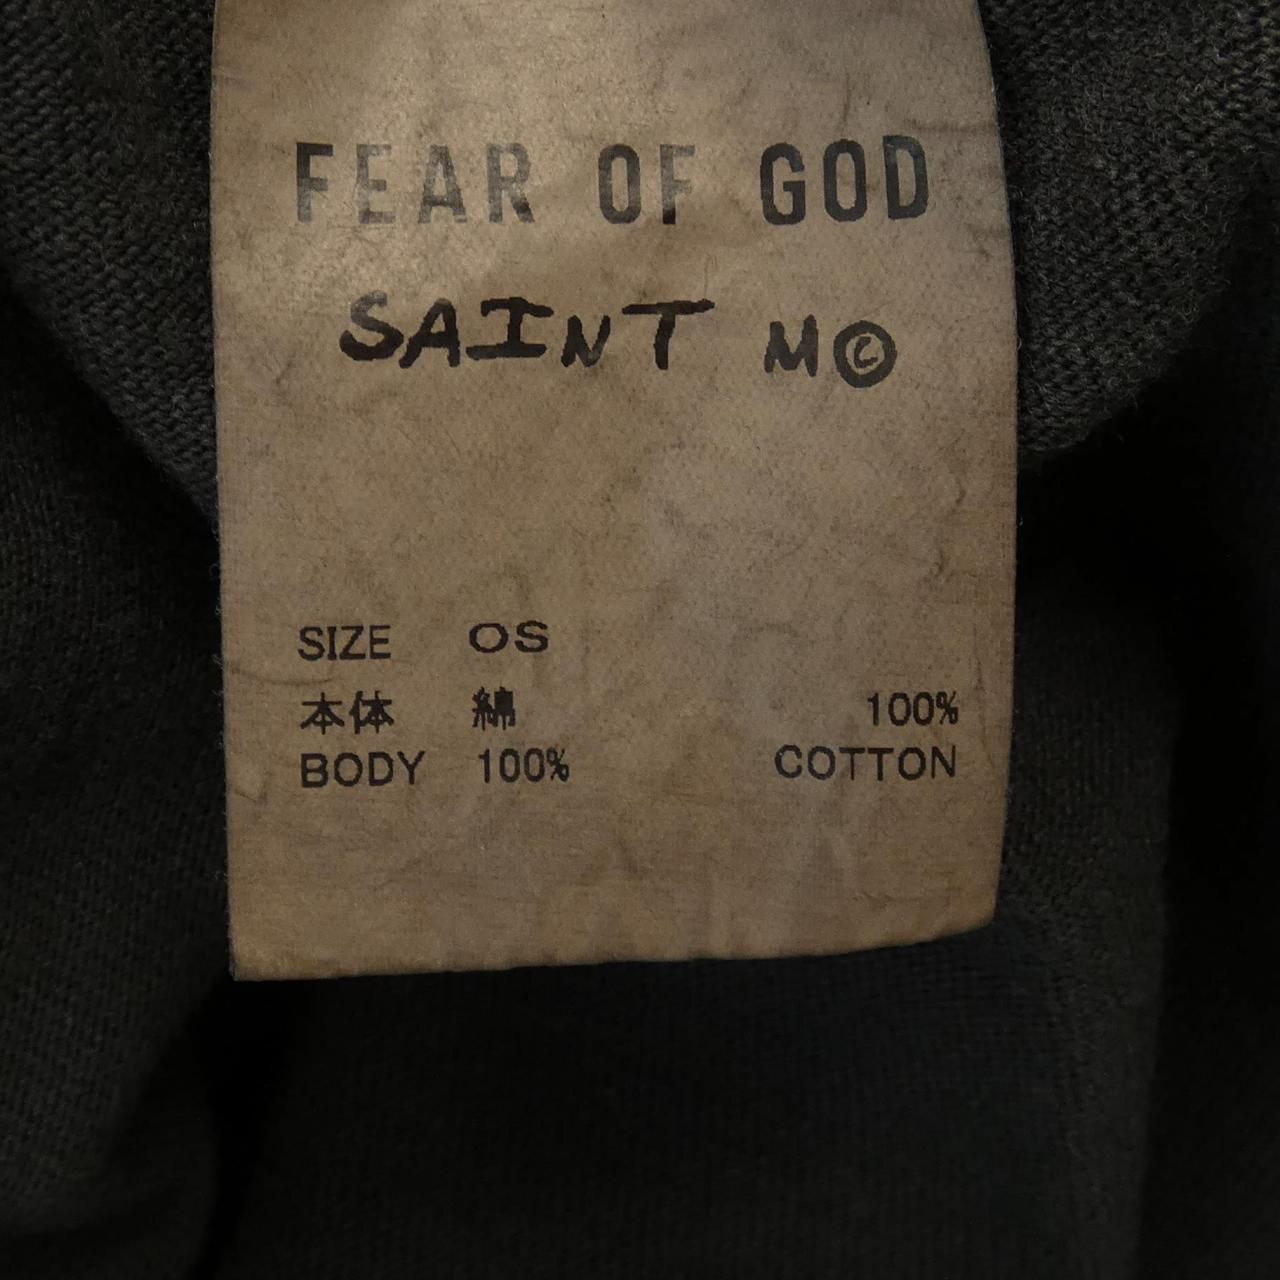 FEAR OF GOD
SAINT M©
SIZE OS
本体 綿 100%
BODY 100% COTTON